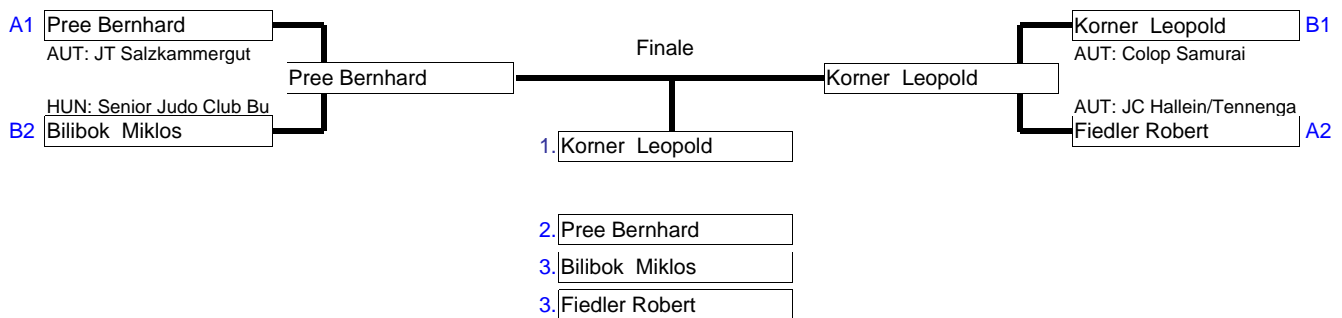 A1 Pree Bernhard
AUT: JT Salzkammergut
Pree Bernhard
HUN: Senior Judo Club Bu
B2 Bilibok  Miklos
Finale
Korner  Leopold B1
AUT: Colop Samurai
Korner  Leopold
AUT: JC Hallein/Tennenga
Fiedler Robert A2
1. Korner  Leopold
2. Pree Bernhard
3. Bilibok  Miklos
3. Fiedler Robert